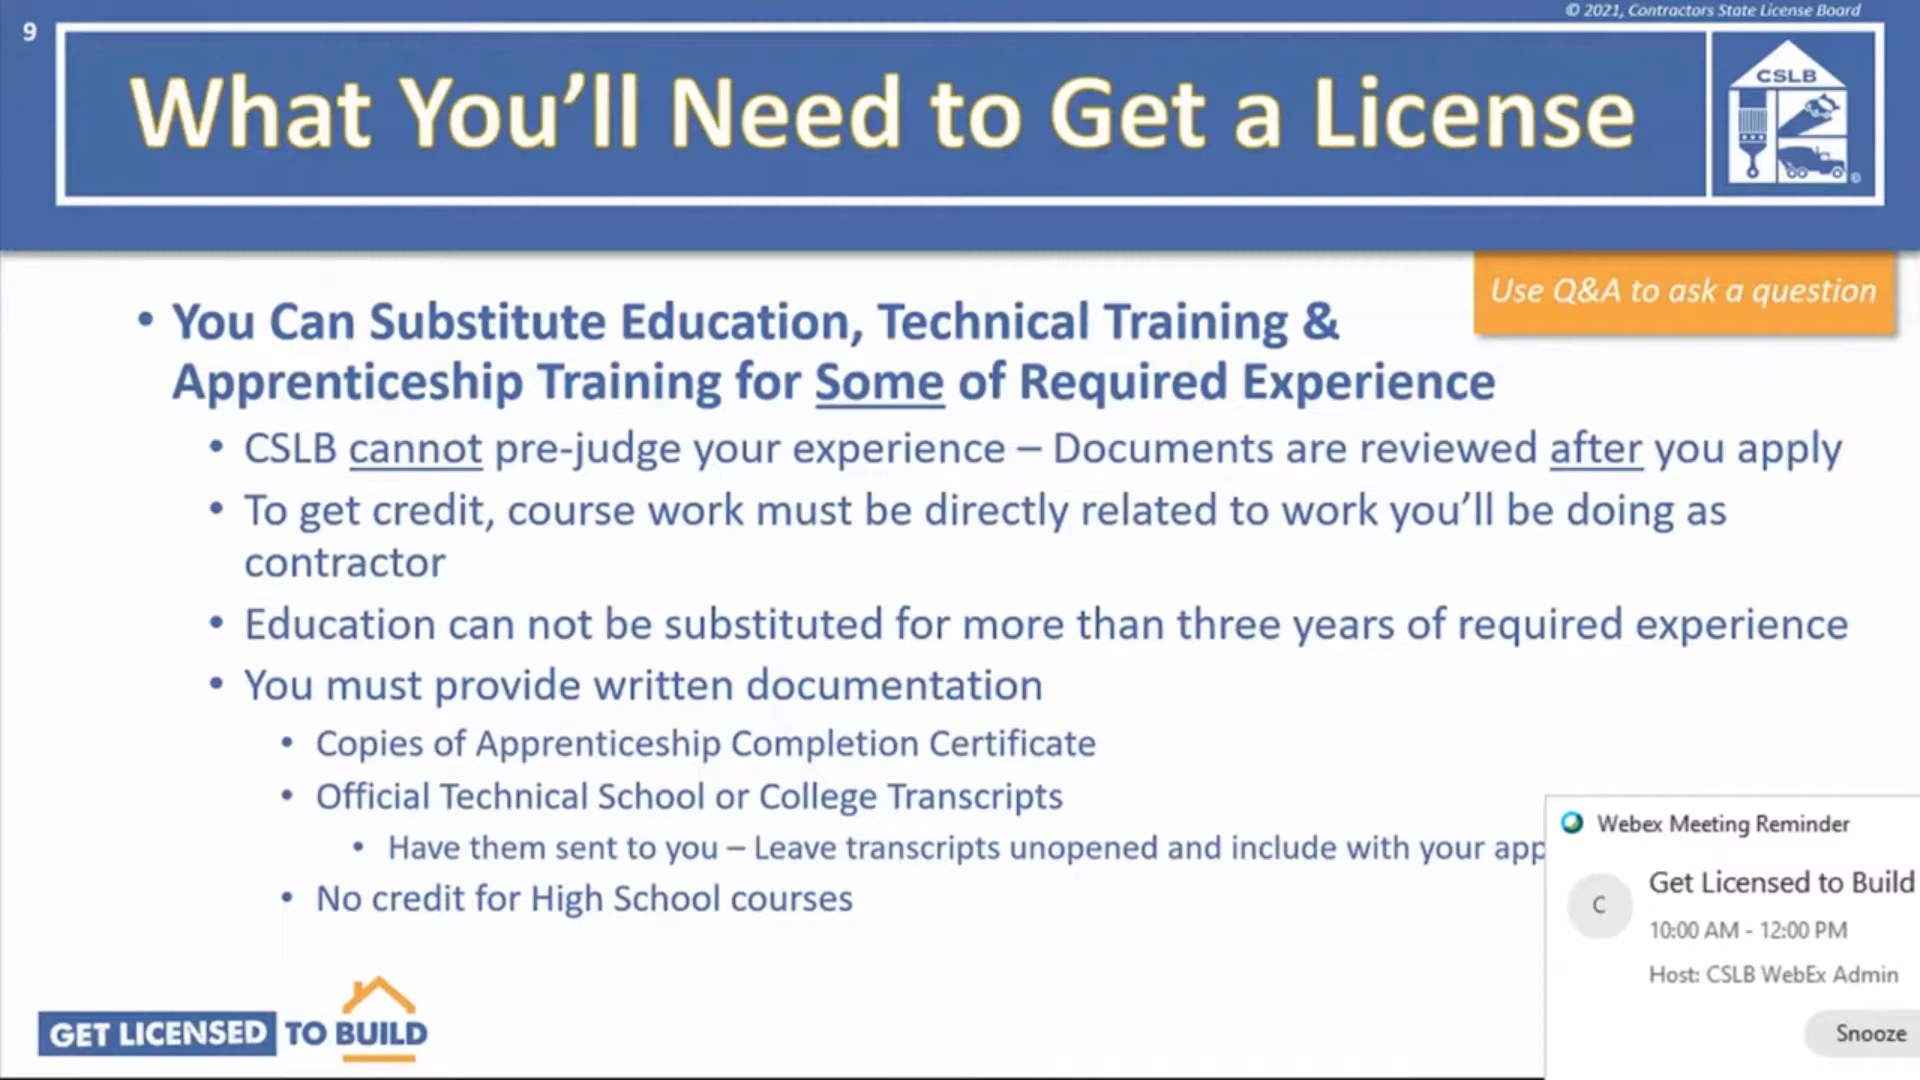 © 2021, Contractors State License Board
9
What You'll Need to Get a License
CSLB
©
Use Q&A to ask a question
• You Can Substitute Education, Technical Training &
Apprenticeship Training for Some of Required Experience
• CSLB cannot pre-judge your experience – Documents are reviewed after you apply
• To get credit, course work must be directly related to work you'll be doing as
contractor
• Education can not be substituted for more than three years of required experience
• You must provide written documentation
• Copies of Apprenticeship Completion Certificate
• Official Technical School or College Transcripts
• Have them sent to you – Leave transcripts unopened and include with your app
• No credit for High School courses
Webex Meeting Reminder
C
Get Licensed to Build
10:00 AM - 12:00 PM
Host: CSLB WebEx Admin
Snooze
GET LICENSED TO BUILD